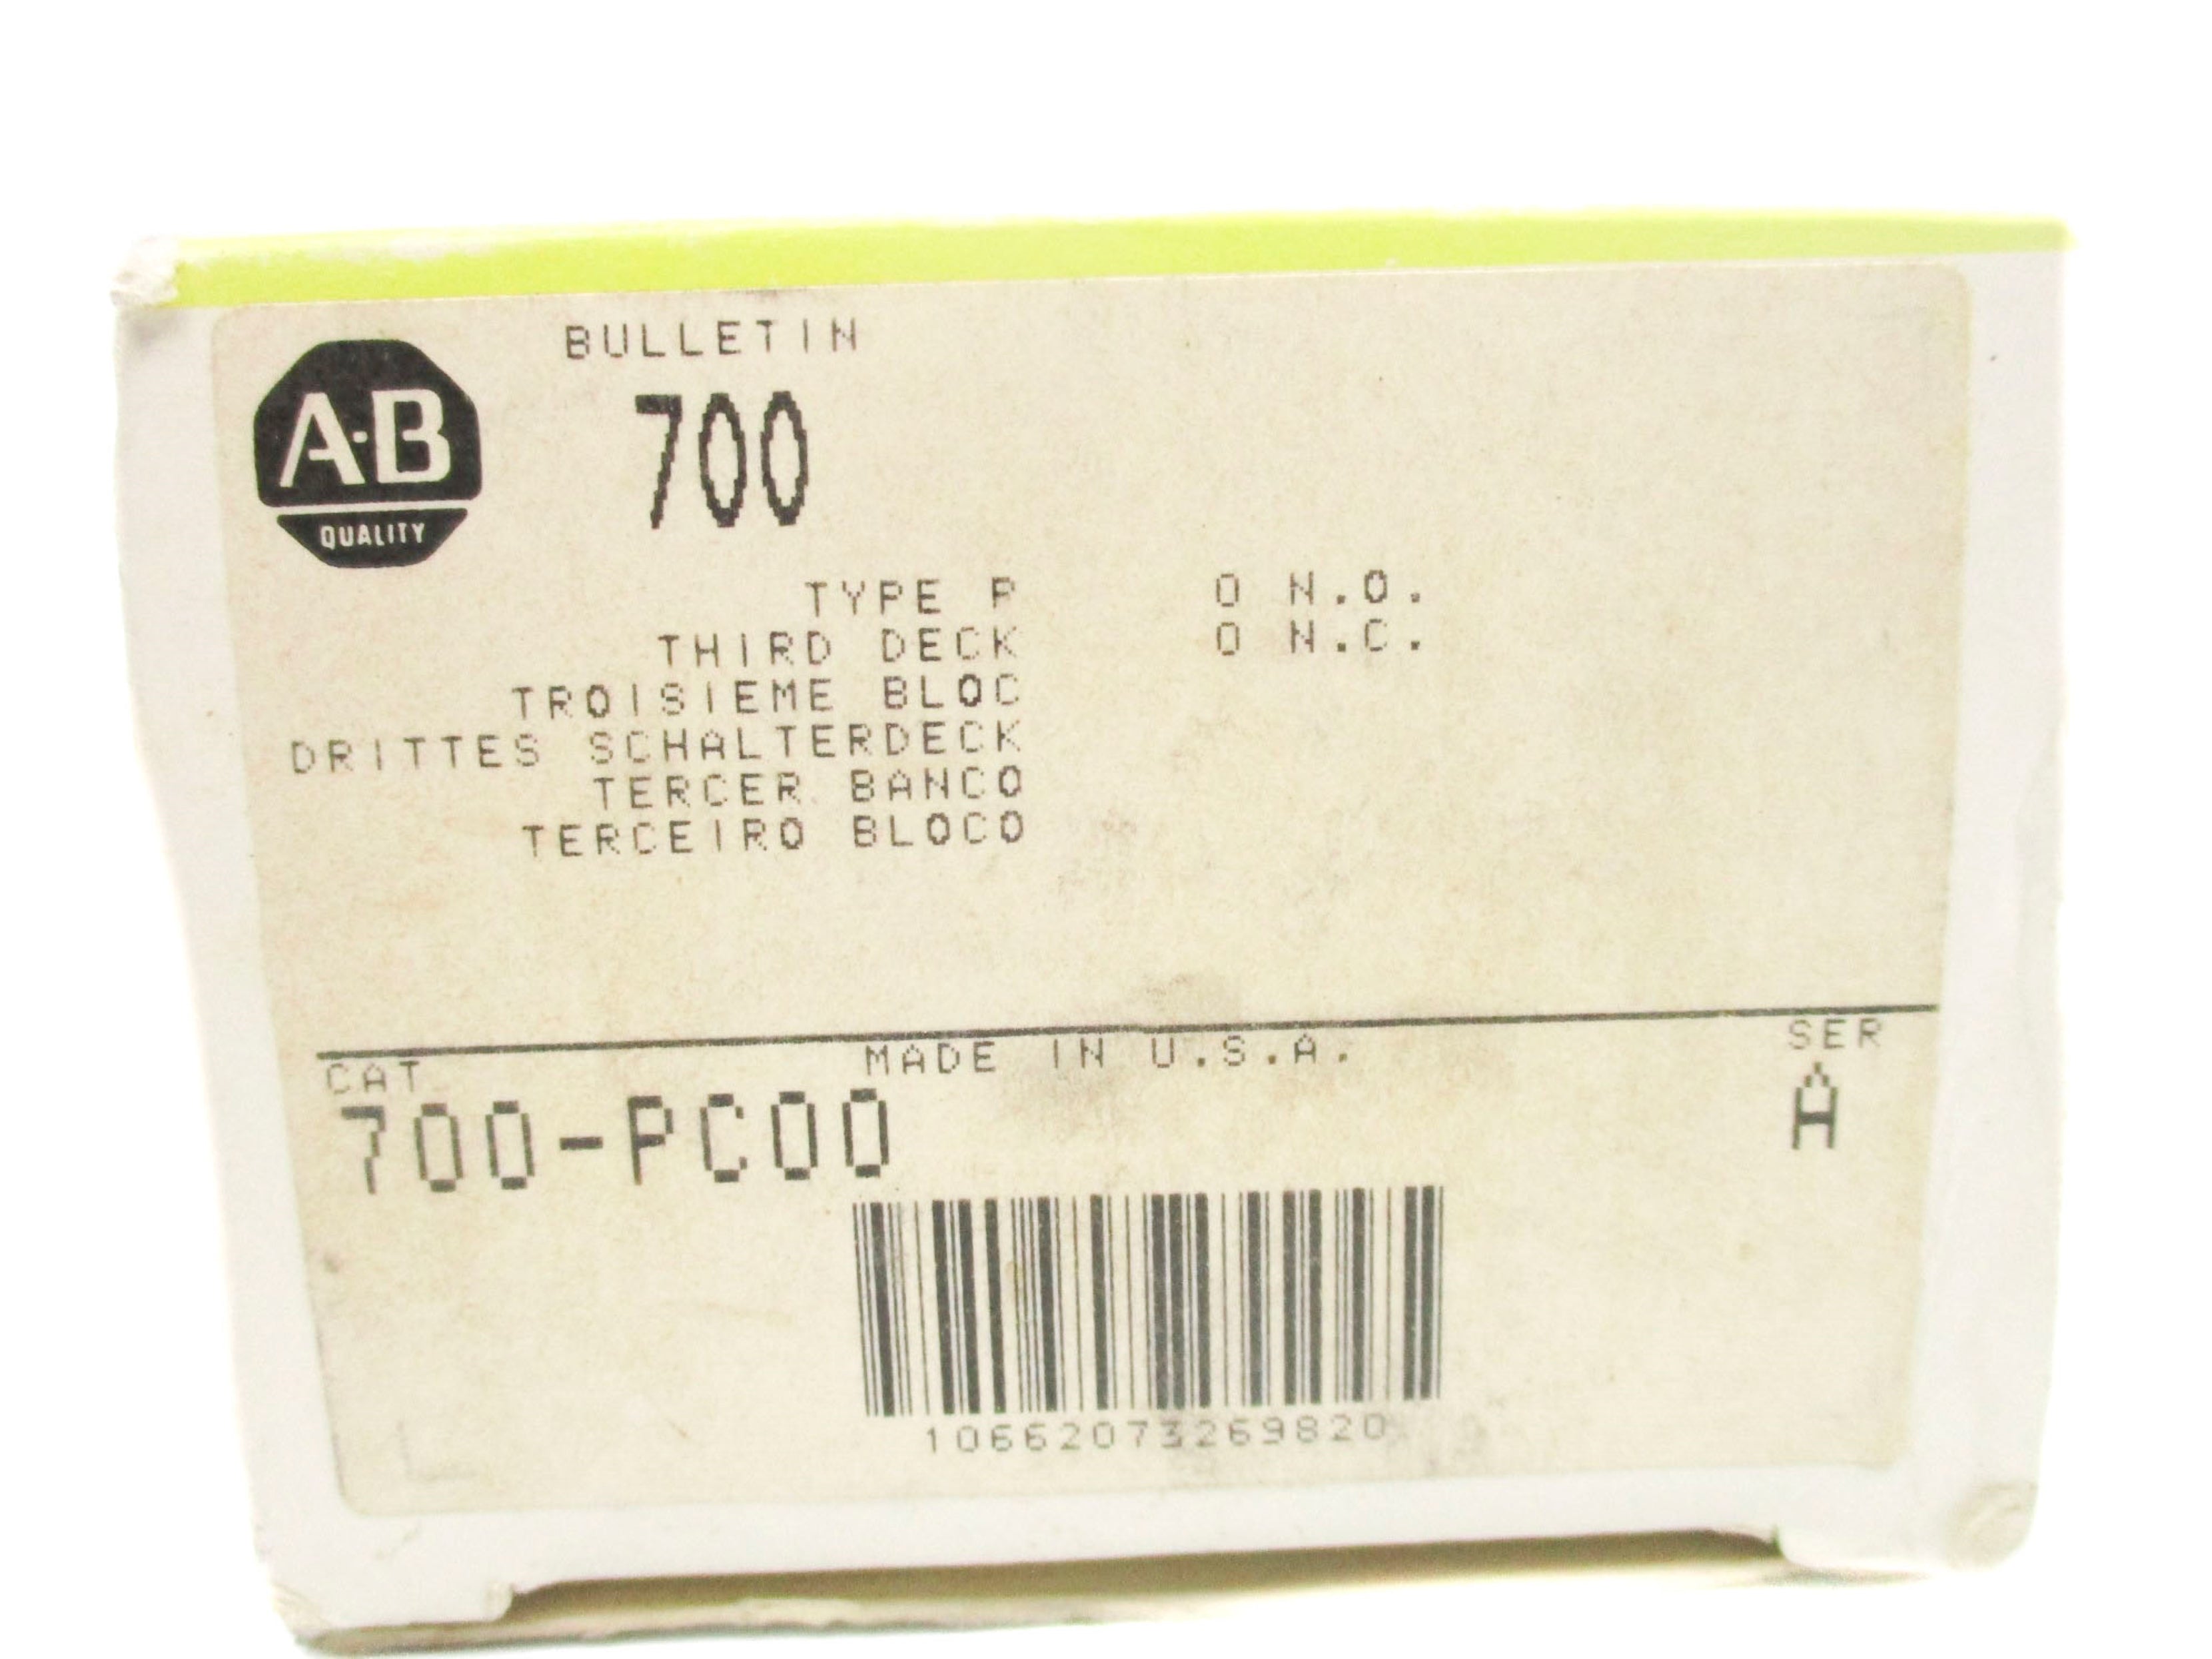 BULLETIN
A-B
QUALITY
700
TYPE P 0 N.O.
THIRD DECK 0 N.C.
TROISIEME BLOC
DRITTES SCHALTERDECK
TERCER BANCO
TERCEIRO BLOCO
CAT MADE IN U.S.A. SER
700-PC00 A
10662073269820